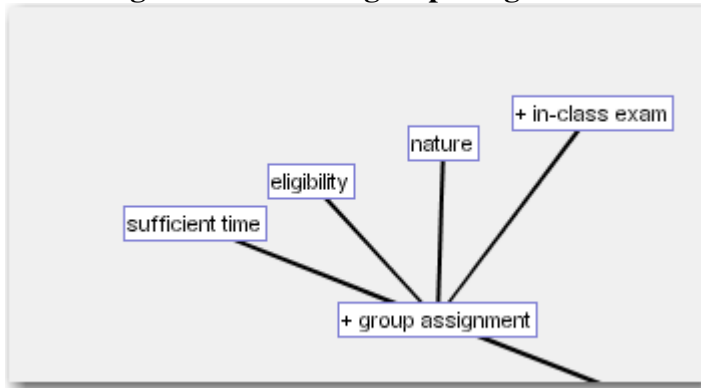 + in-class exam
nature
eligibility
sufficient time
+ group assignment